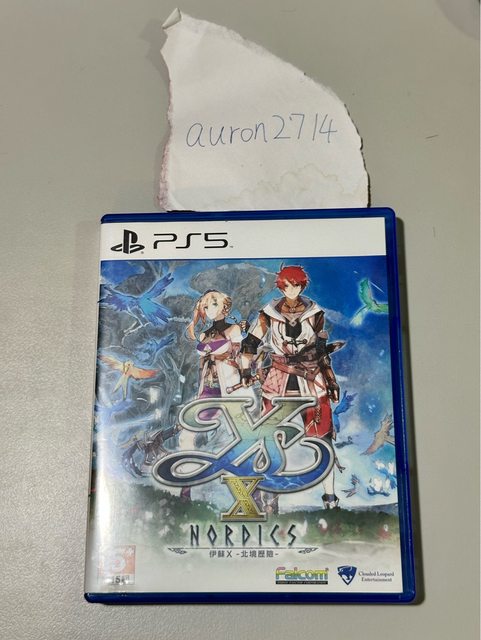 auron2714
PS5
Ys
X
NORDICS
伊蘇X -北境歷險-
Falcom
Clouded Leopard
Entertainment